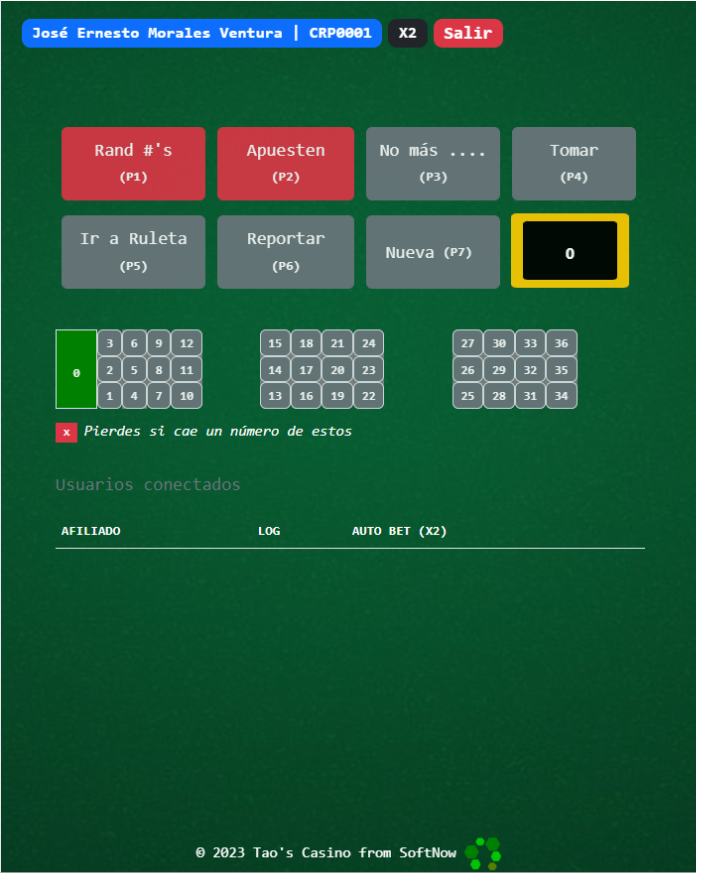 José Ernesto Morales Ventura | CRP0001 X2 Salir
Rand #'s Apuesten No más .... Tomar
(P1) (P2) (P3) (P4)
Ir a Ruleta Reportar Nueva (P7) 0
(P5) (P6)
3 6 9 12 15 18 21 24 27 30 33 36
0 2 5 8 11 14 17 20 23 26 29 32 35
1 4 7 10 13 16 19 22 25 28 31 34
x Pierdes si cae un número de estos
Usuarios conectados
AFILIADO LOG AUTO BET (X2)
© 2023 Tao's Casino from SoftNow